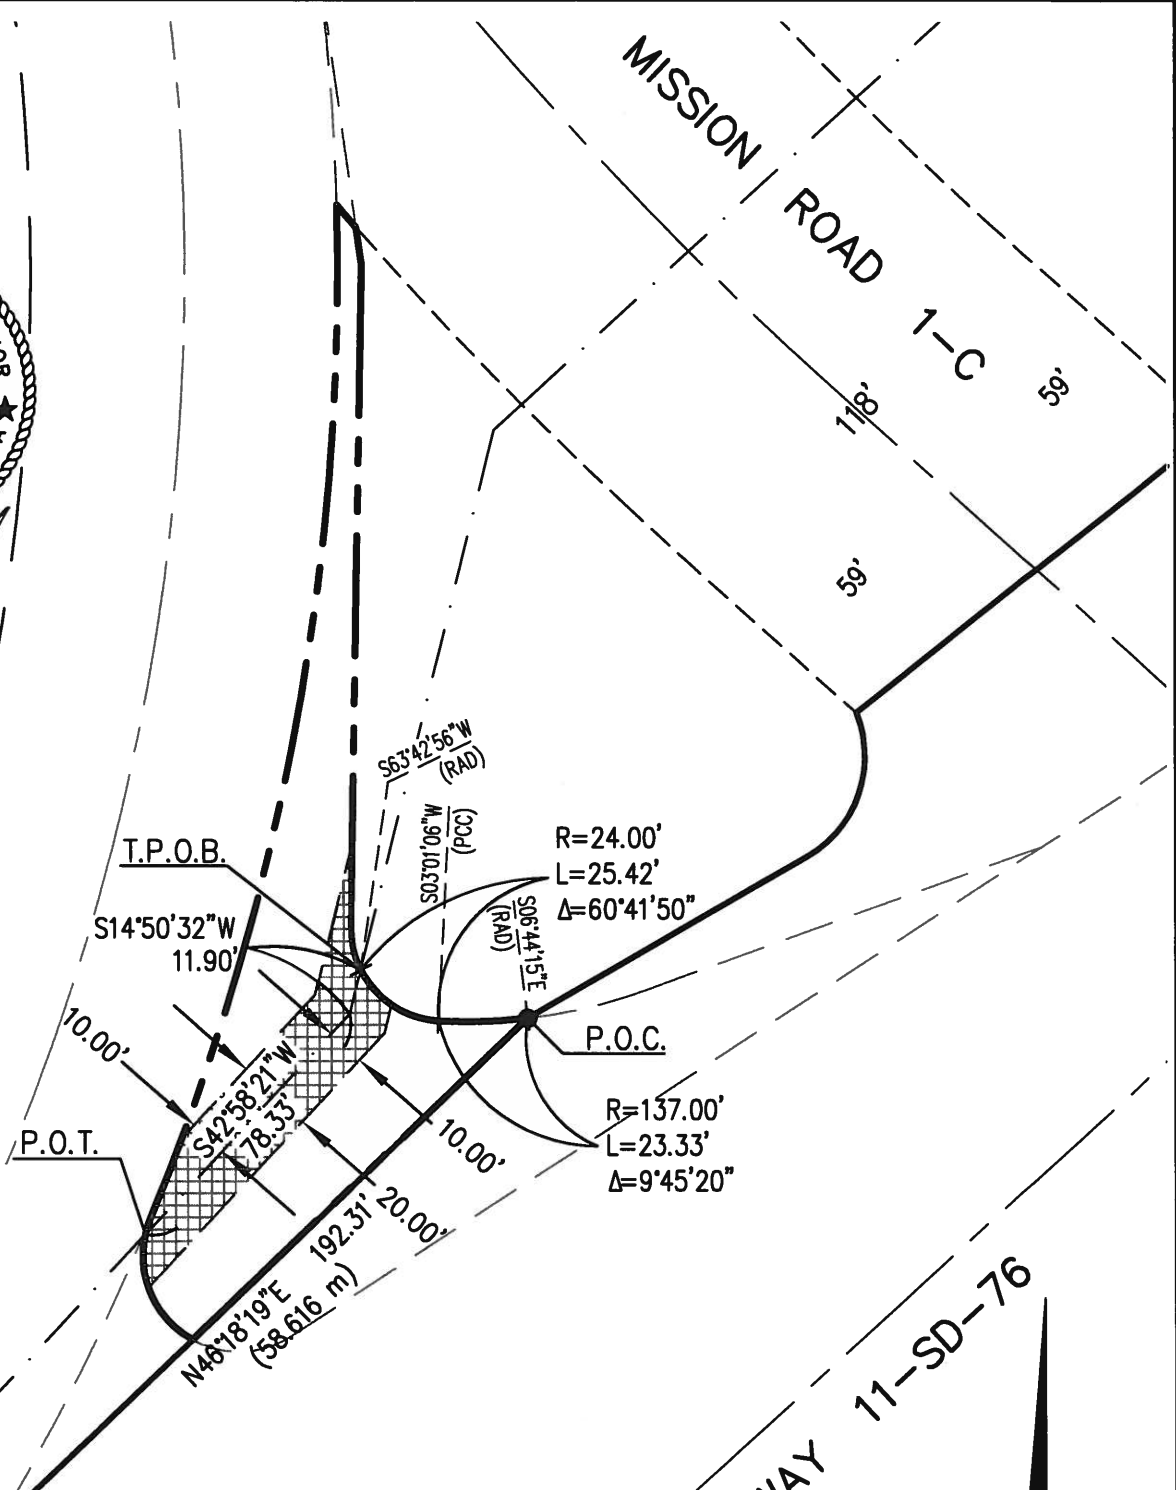 MISSION ROAD 1-C
59'
118'
59'
S63°42'56"W
(RAD)
S03°01'06"W
(PCC)
R=24.00'
L=25.42'
Δ=60°41'50"
T.P.O.B.
S06°44'15"E
(RAD)
S14°50'32"W
11.90'
10.00'
P.O.C.
S42°58'21"W
78.33'
P.O.T.
10.00'
R=137.00'
L=23.33'
Δ=9°45'20"
20.00'
N46°18'19"E 192.31'
(58.616 m)
11-SD-76